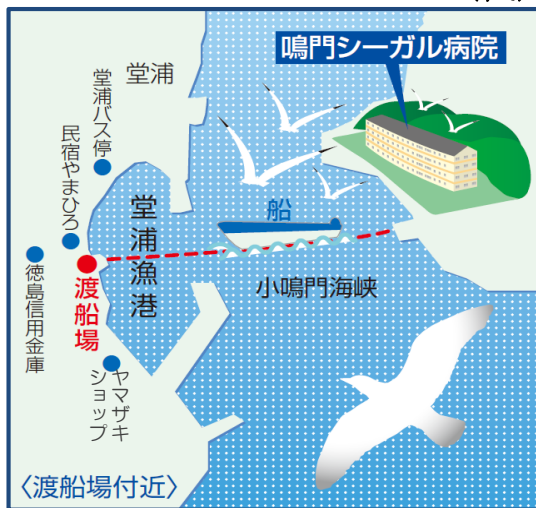 鳴門シーガル病院
堂浦
堂浦バス停
民宿やまひろ
徳島信用金庫
渡船場
堂浦漁港
船
小鳴門海峡
ヤマザキ
ショップ
〈渡船場付近〉